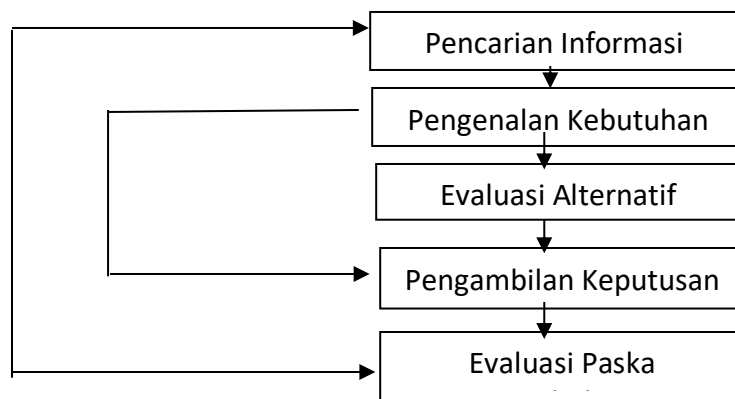 Pencarian Informasi
Pengenalan Kebutuhan
Evaluasi Alternatif
Pengambilan Keputusan
Evaluasi Paska